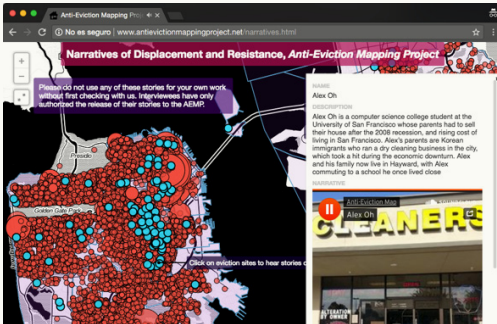 Anti-Eviction Mapping Pro
No es seguro | www.antievictionmappingproject.net/narratives.html
Narratives of Displacement and Resistance, Anti-Eviction Mapping Project
Please do not use any of these stories for your own work
without first checking with us. Interviewees have only
authorized the release of their stories to the AEMP.
Presidio
Golden Gate Park
Click on eviction sites to hear stories o
NAME
Alex Oh
DESCRIPTION
Alex Oh is a computer science college student at the
University of San Francisco whose parents had to sell
their house after the 2008 recession, and rising cost of
living in San Francisco. Alex's parents are Korean
immigrants who ran a dry cleaning business in the city,
which took a hit during the economic downturn. Alex
and his family now live in Hayward, with Alex
commuting to a school he once lived close
NARRATIVE
Anti-Eviction Map
Alex Oh
CLEANERS
ALTERATION
BY OWNER